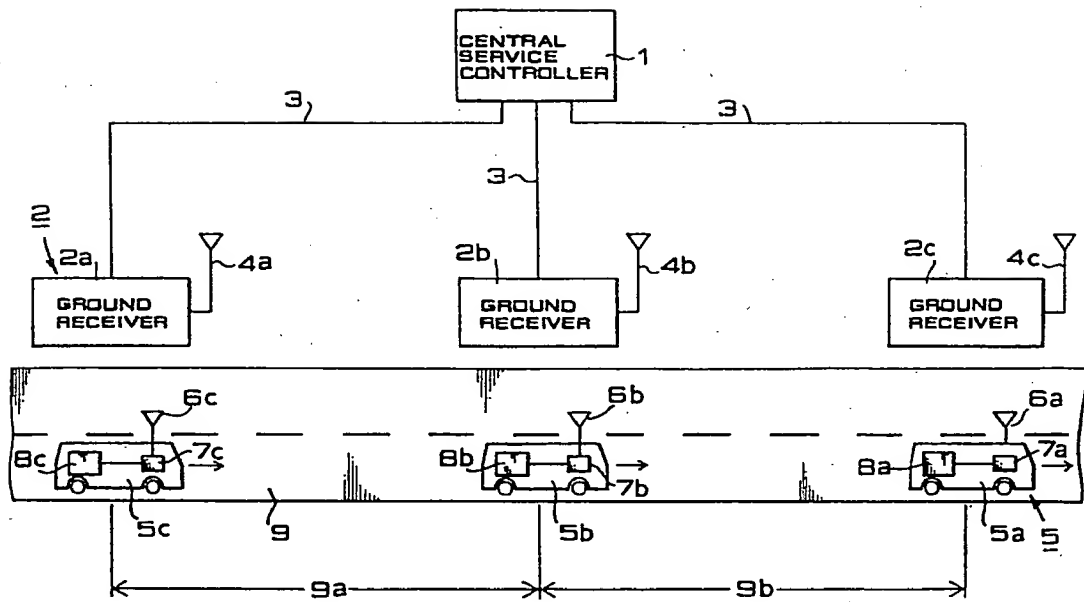 CENTRAL
SERVICE
CONTROLLER
1
3
3
3
2
2a
4a
2b
4b
2c
4c
GROUND
RECEIVER
GROUND
RECEIVER
GROUND
RECEIVER
6c
6b
6a
8c
7c
8b
7b
8a
7a
5c
9
5b
5a
5
9a
9b